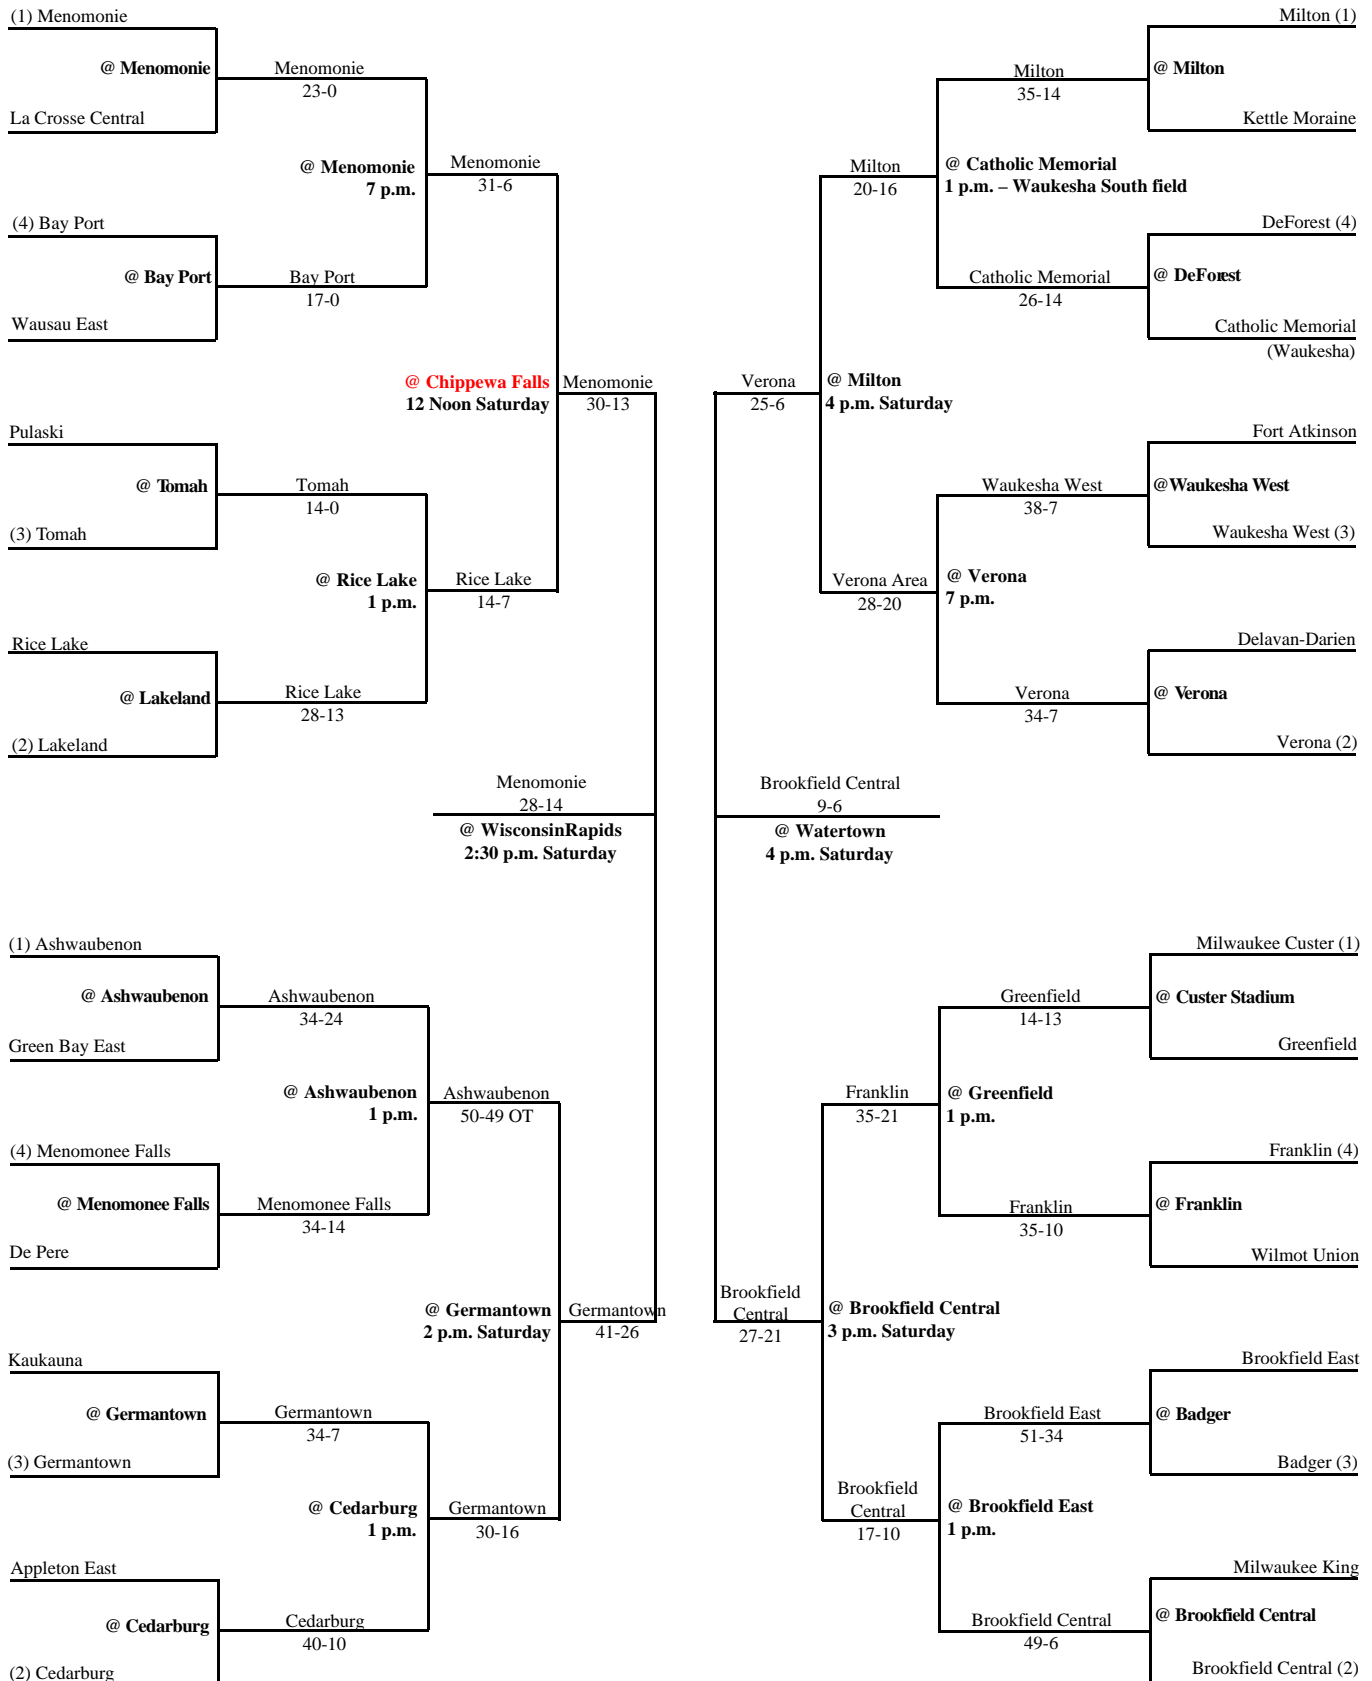 (1) Menomonie
@ Menomonie
Menomonie
23-0
La Crosse Central
@ Menomonie
7 p.m.
Menomonie
31-6
(4) Bay Port
@ Bay Port
Bay Port
17-0
Wausau East
@ Chippewa Falls
12 Noon Saturday
Menomonie
30-13
Pulaski
@ Tomah
Tomah
14-0
(3) Tomah
@ Rice Lake
1 p.m.
Rice Lake
14-7
Rice Lake
@ Lakeland
Rice Lake
28-13
(2) Lakeland
Menomonie
28-14
@ WisconsinRapids
2:30 p.m. Saturday
(1) Ashwaubenon
@ Ashwaubenon
Ashwaubenon
34-24
Green Bay East
@ Ashwaubenon
1 p.m.
Ashwaubenon
50-49 OT
(4) Menomonee Falls
@ Menomonee Falls
Menomonee Falls
34-14
De Pere
@ Germantown
2 p.m. Saturday
Germantown
41-26
Kaukauna
@ Germantown
Germantown
34-7
(3) Germantown
@ Cedarburg
1 p.m.
Germantown
30-16
Appleton East
@ Cedarburg
Cedarburg
40-10
(2) Cedarburg
Milton (1)
@ Milton
Milton
35-14
Kettle Moraine
Milton
20-16
@ Catholic Memorial
1 p.m. – Waukesha South field
DeForest (4)
@ DeForest
Catholic Memorial
26-14
Catholic Memorial
(Waukesha)
Verona
25-6
@ Milton
4 p.m. Saturday
Fort Atkinson
@Waukesha West
Waukesha West
38-7
Waukesha West (3)
Verona Area
28-20
@ Verona
7 p.m.
Delavan-Darien
@ Verona
Verona
34-7
Verona (2)
Brookfield Central
9-6
@ Watertown
4 p.m. Saturday
Milwaukee Custer (1)
@ Custer Stadium
Greenfield
14-13
Greenfield
Franklin
35-21
@ Greenfield
1 p.m.
Franklin (4)
@ Franklin
Franklin
35-10
Wilmot Union
Brookfield
Central
27-21
@ Brookfield Central
3 p.m. Saturday
Brookfield East
@ Badger
Brookfield East
51-34
Badger (3)
Brookfield
Central
17-10
@ Brookfield East
1 p.m.
Milwaukee King
@ Brookfield Central
Brookfield Central
49-6
Brookfield Central (2)